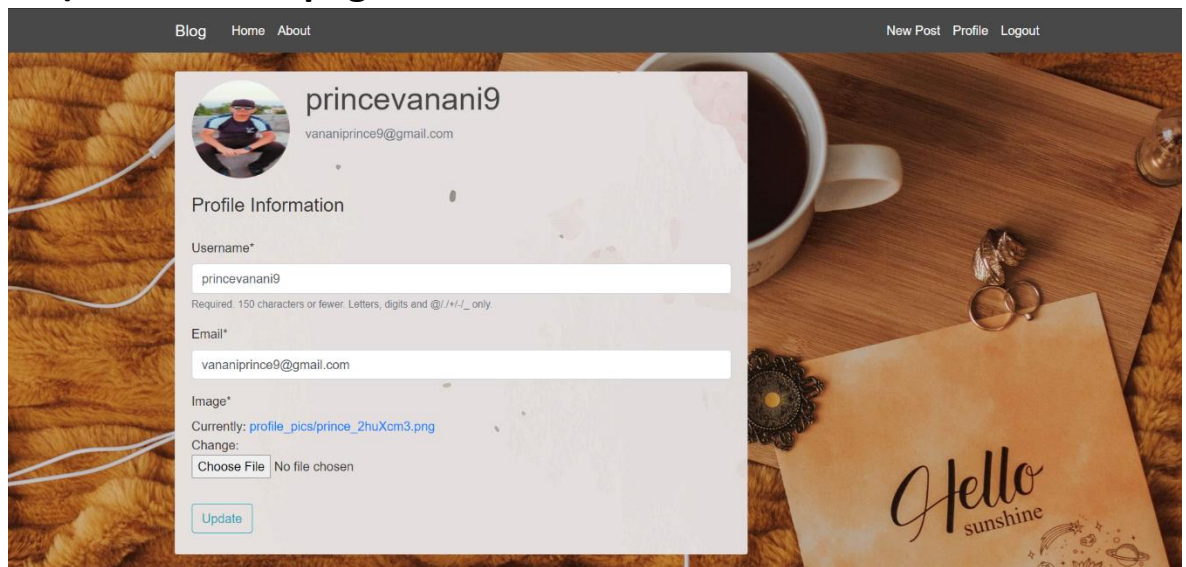 Blog Home About New Post Profile Logout
princevanani9
vananiprince9@gmail.com
Profile Information
Username*
princevanani9
Required. 150 characters or fewer. Letters, digits and @/./+/-/_ only.
Email*
vananiprince9@gmail.com
Image*
Currently: profile_pics/prince_2huXcm3.png
Change:
Choose File No file chosen
Update
Hello
sunshine